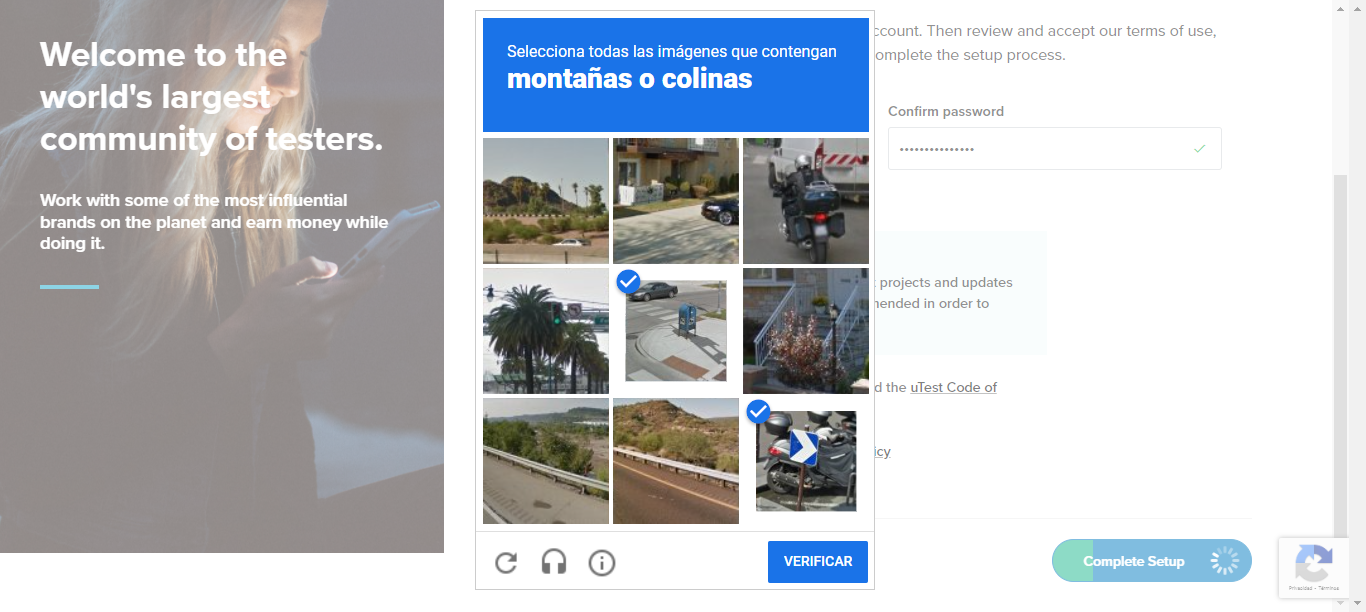 Welcome to the
world's largest
community of testers.
Work with some of the most influential
brands on the planet and earn money while
doing it.
Selecciona todas las imágenes que contengan
montañas o colinas
VERIFICAR
ccount. Then review and accept our terms of use,
omplete the setup process.
Confirm password
•••••••••••••••
t projects and updates
nended in order to
d the uTest Code of
icy
Complete Setup
Privacidad - Términos